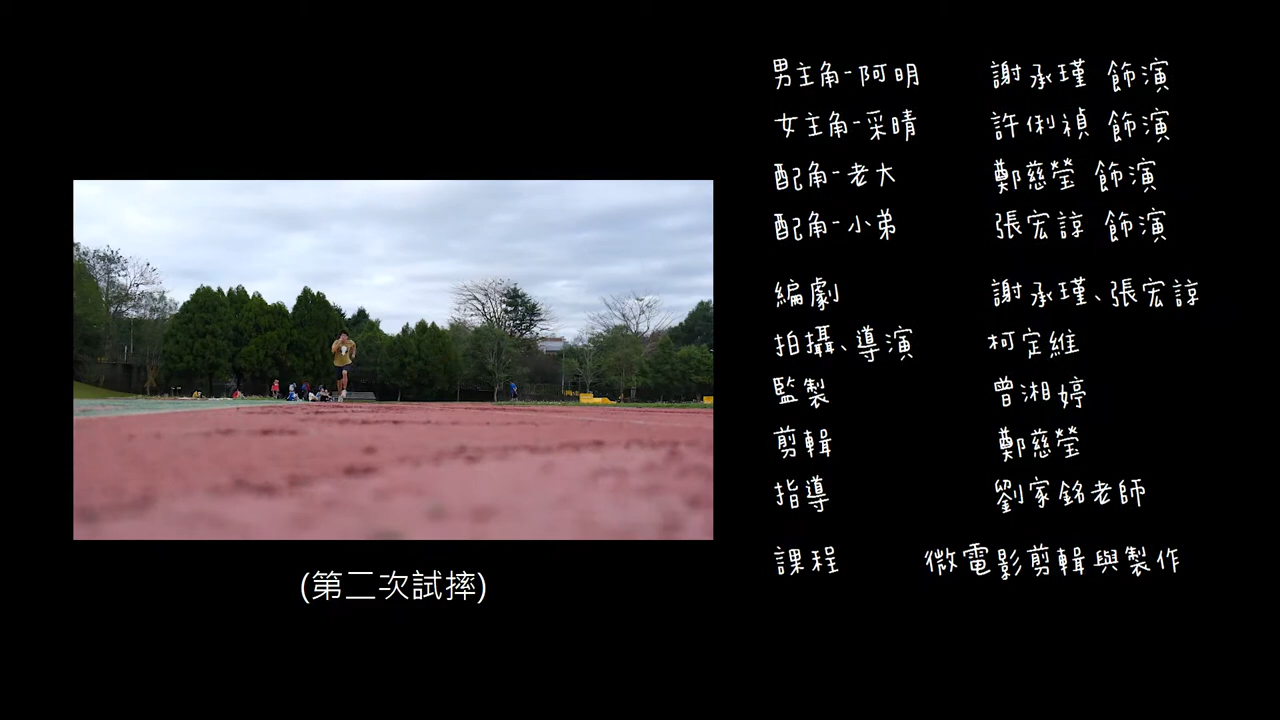 男主角-阿明 謝承瑾 飾演
女主角-采晴 許俐禎 飾演
配角-老大 鄭慈瑩 飾演
配角-小弟 張宏諄 飾演
編劇 謝承瑾、張宏諄
拍攝、導演 柯定維
監製 曾湘婷
剪輯 鄭慈瑩
指導 劉家銘老師
課程 微電影剪輯與製作
(第二次試摔)